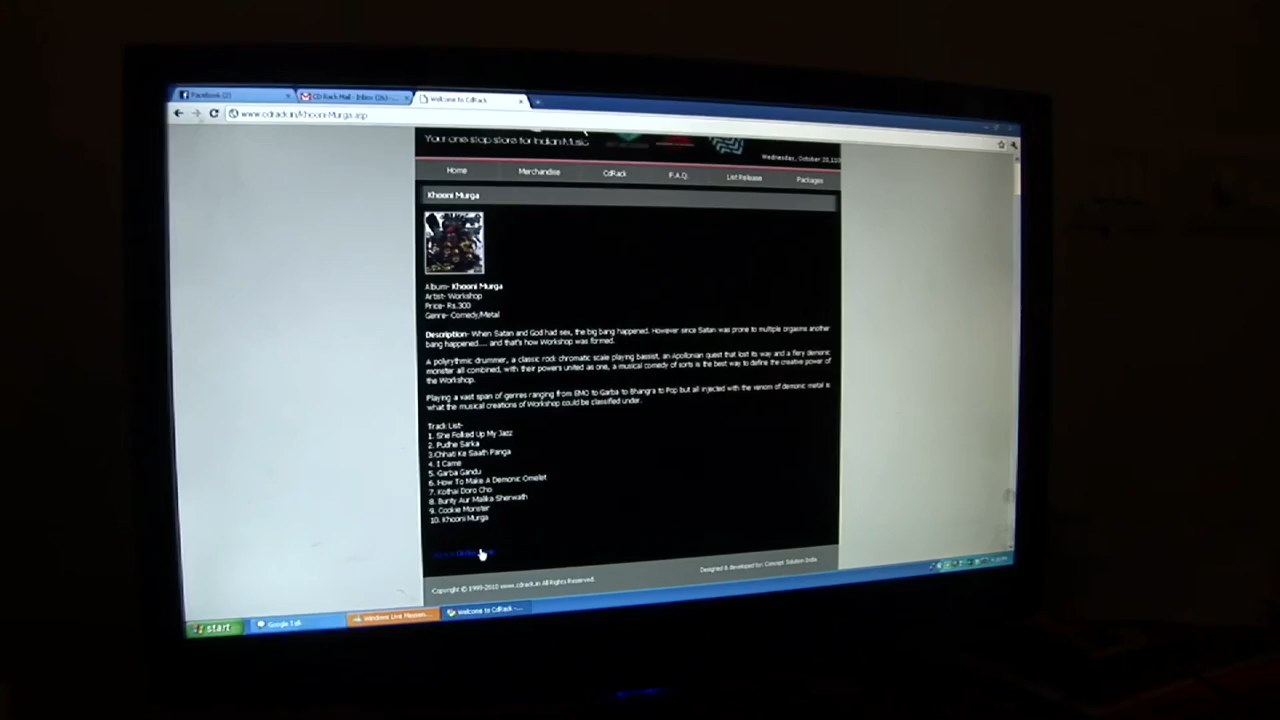 Facebook (2)
CD Rack Mail - Inbox
Welcome to CdRack
www.cdrack.in/Khooni-Murga.asp
Your one stop store for Indian Music
Wednesday, October
Home Merchandise CdRack F.A.Q. List Release Packages
Khooni Murga
Album- Khooni Murga
Artist- Workshop
Price- Rs.300
Genre- Comedy/Metal
Description- When Satan and God had sex, the big bang happened. However since Satan was prone to multiple orgasms another
bang happened.... and that's how Workshop was formed.
A polyrythmic drummer, a classic rock chromatic scale playing bassist, an Apollonian quest that lost its way and a fiery demonic
monster all combined, with their powers united as one, a musical comedy of sorts is the best way to define the creative power of
the Workshop.
Playing a vast span of genres ranging from EMO to Garba to Bhangra to Pop but all injected with the venom of demonic metal is
what the musical creations of Workshop could be classified under.
Track List-
1. She Folked Up My Jazz
2. Pudhe Sarka
3.Chhati Ke Saath Panga
4. I Came
5. Garba Gandu
6. How To Make A Demonic Omelet
7. Kothai Doro Cho
8. Bunty Aur Mallika Sherwath
9. Cookie Monster
10. Khooni Murga
Designed & developed by: Concept Solution India
Copyright © 1999-2010 www.cdrack.in All Rights Reserved.
start
Google Talk
Windows Live Messen...
Welcome to CdRack -...